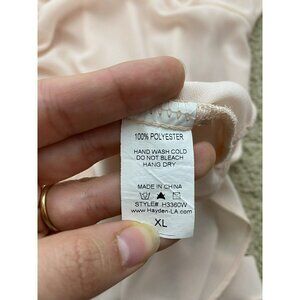 100% POLYESTER
HAND WASH COLD
DO NOT BLEACH
HANG DRY
MADE IN CHINA
STYLE# H3360W
www.Hayden-LA.com
XL